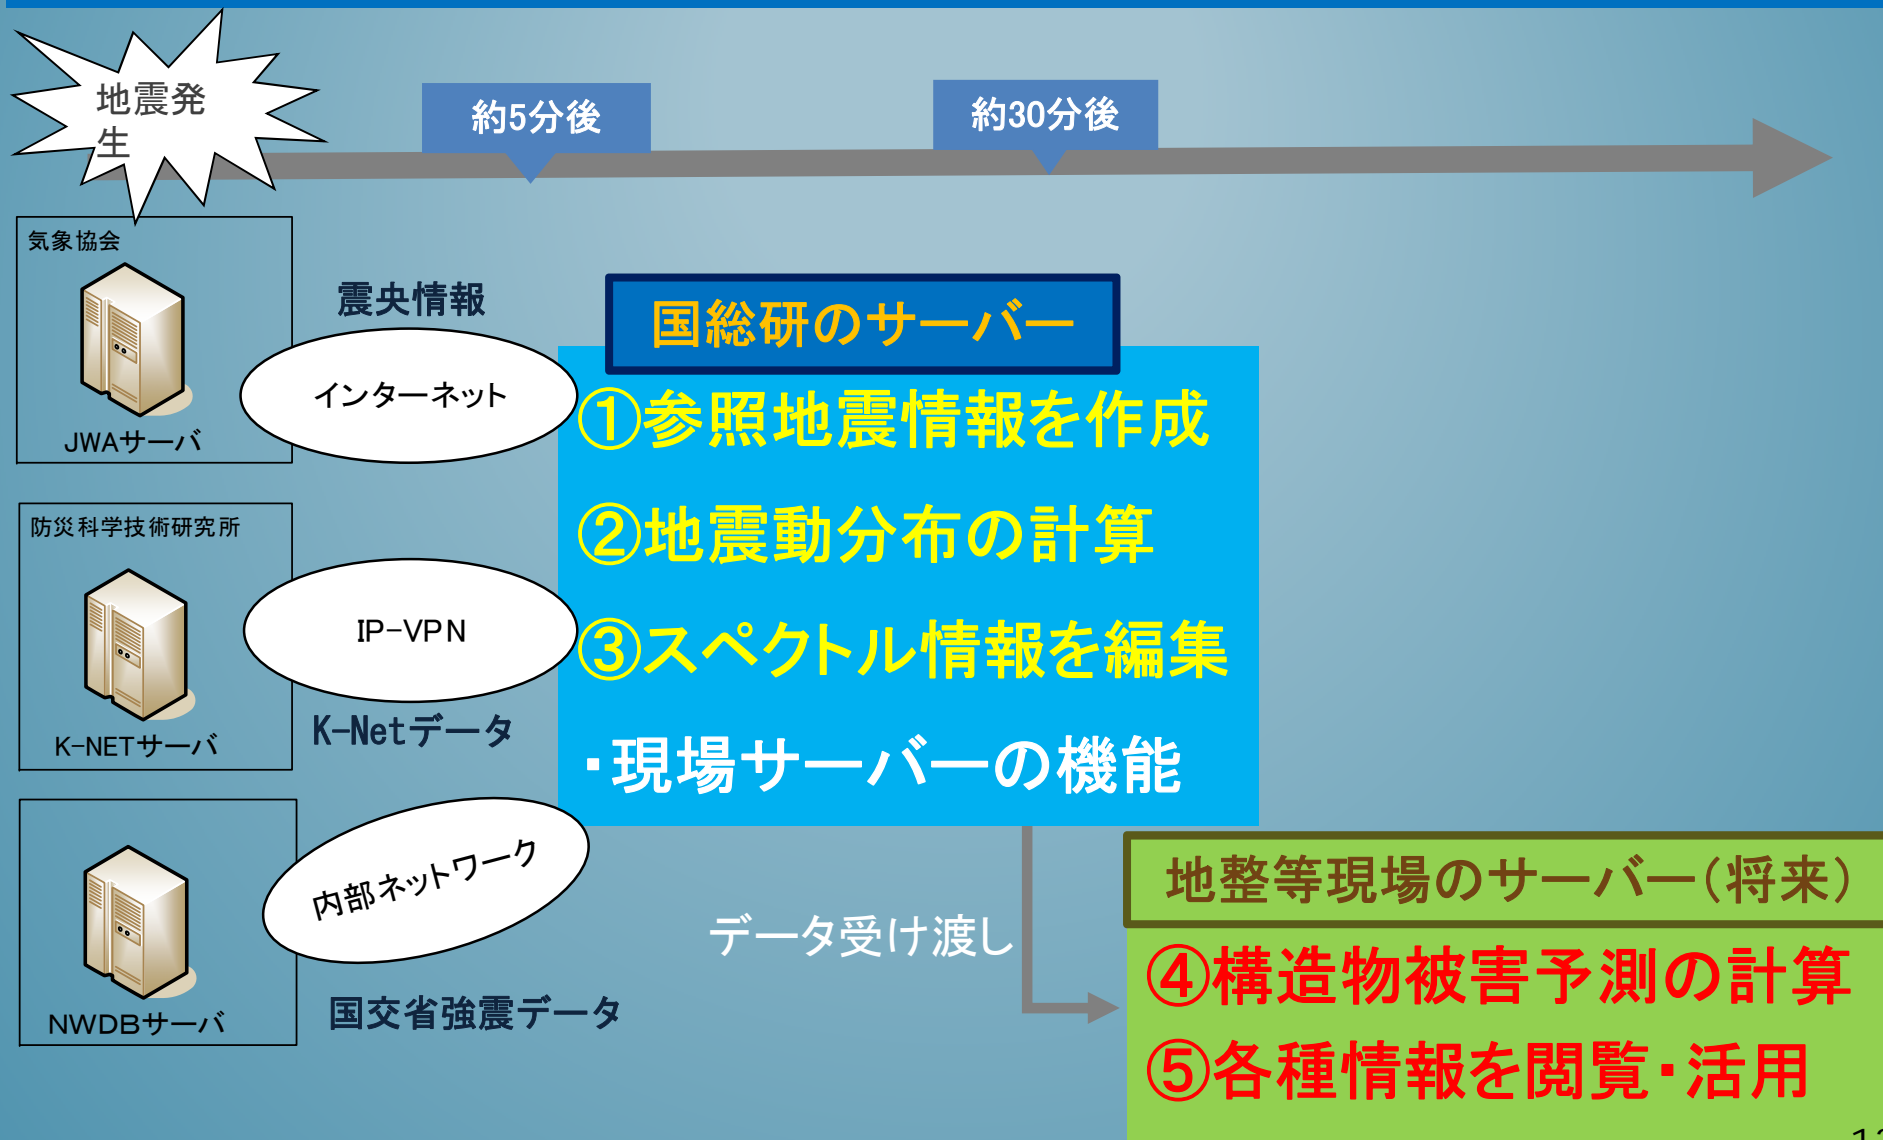 地震発
生
約5分後
約30分後
気象協会
JWAサーバ
震央情報
インターネット
防災科学技術研究所
K-NETサーバ
IP-VPN
K-Netデータ
NWDBサーバ
内部ネットワーク
国交省強震データ
国総研のサーバー
①参照地震情報を作成
②地震動分布の計算
③スペクトル情報を編集
・現場サーバーの機能
データ受け渡し
地整等現場のサーバー(将来)
④構造物被害予測の計算
⑤各種情報を閲覧・活用